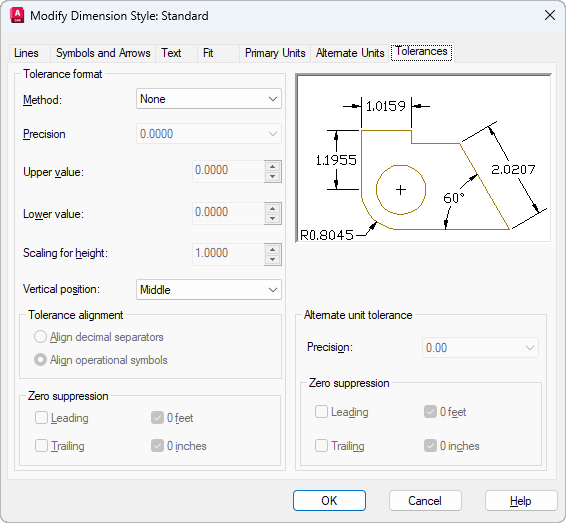 A CAD Modify Dimension Style: Standard
Lines Symbols and Arrows Text Fit Primary Units Alternate Units Tolerances
Tolerance format
Method: None
Precision 0.0000
Upper value: 0.0000
Lower value: 0.0000
Scaling for height: 1.0000
Vertical position: Middle
Tolerance alignment
Align decimal separators
Align operational symbols
Zero suppression
Leading 0 feet
Trailing 0 inches
1.0159
1.1955
2.0207
60°
R0.8045
Alternate unit tolerance
Precision: 0.00
Zero suppression
Leading 0 feet
Trailing 0 inches
OK Cancel Help